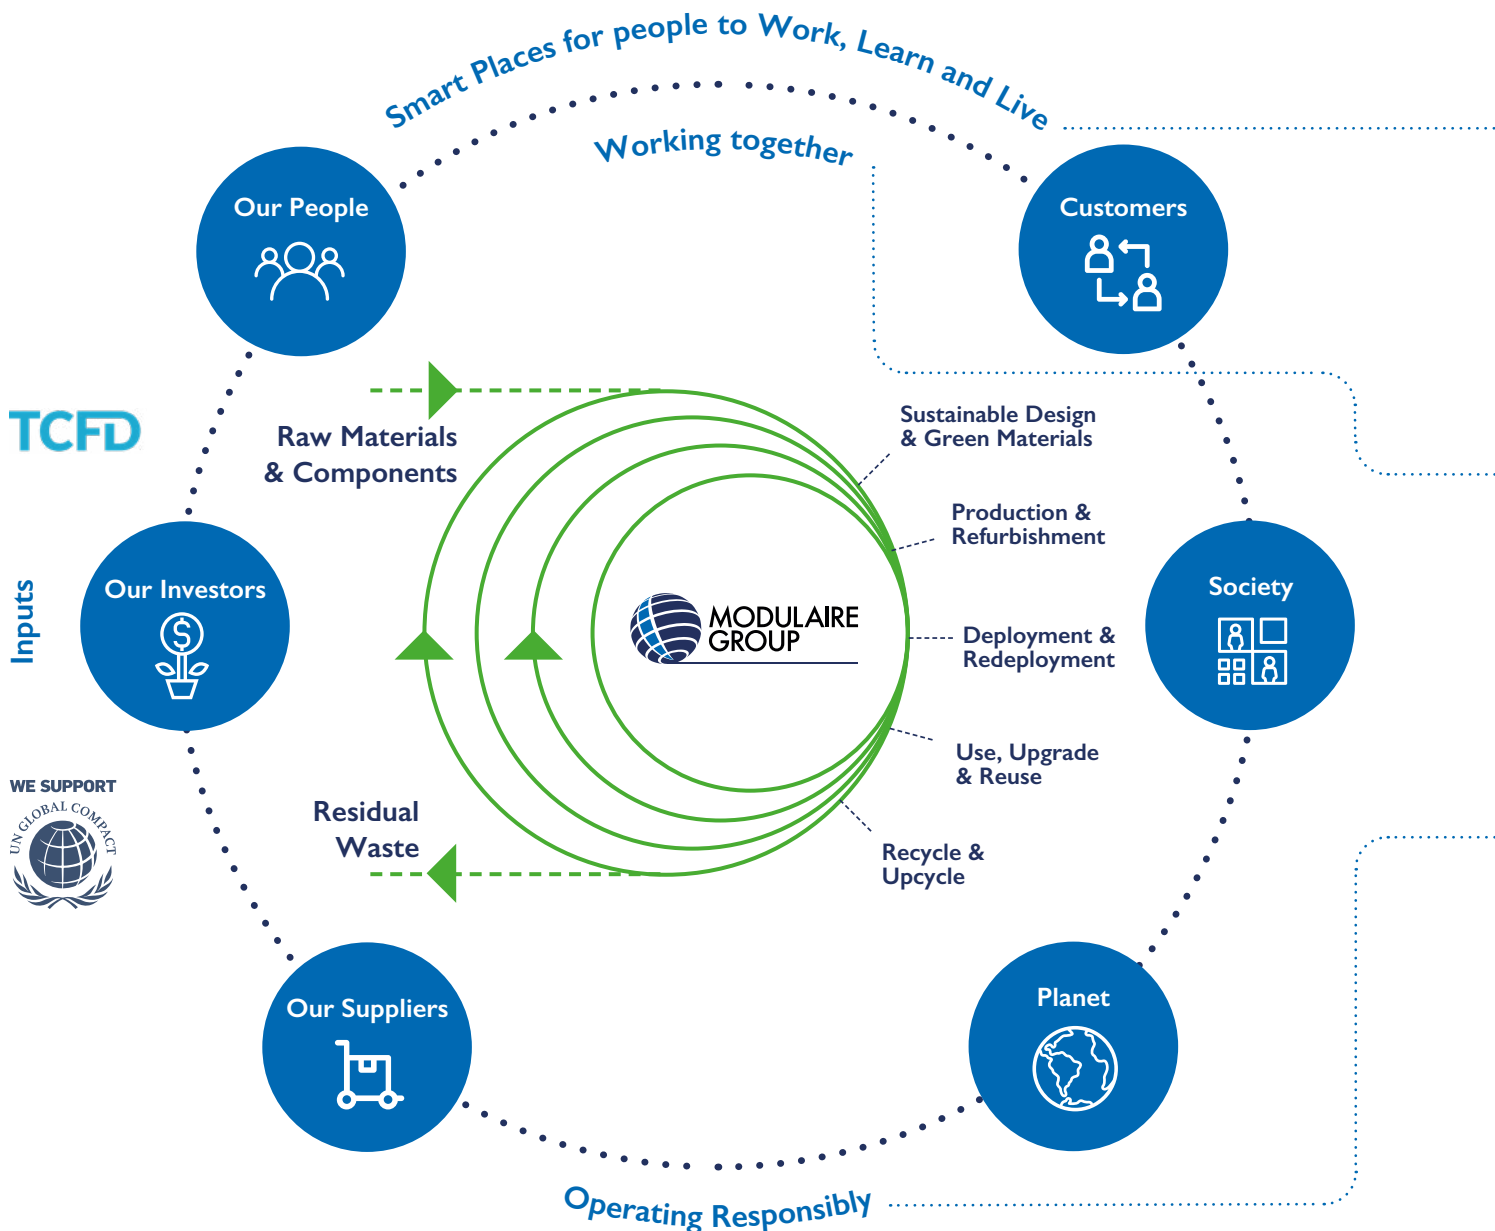 Smart Places for people to Work, Learn and Live
Working together
Our People
Customers
TCFD
Raw Materials
& Components
Sustainable Design
& Green Materials
Production &
Refurbishment
Inputs
Our Investors
MODULAIRE
GROUP
Deployment &
Redeployment
Society
Use, Upgrade
& Reuse
WE SUPPORT
UN GLOBAL COMPACT
Residual
Waste
Recycle &
Upcycle
Our Suppliers
Planet
Operating Responsibly